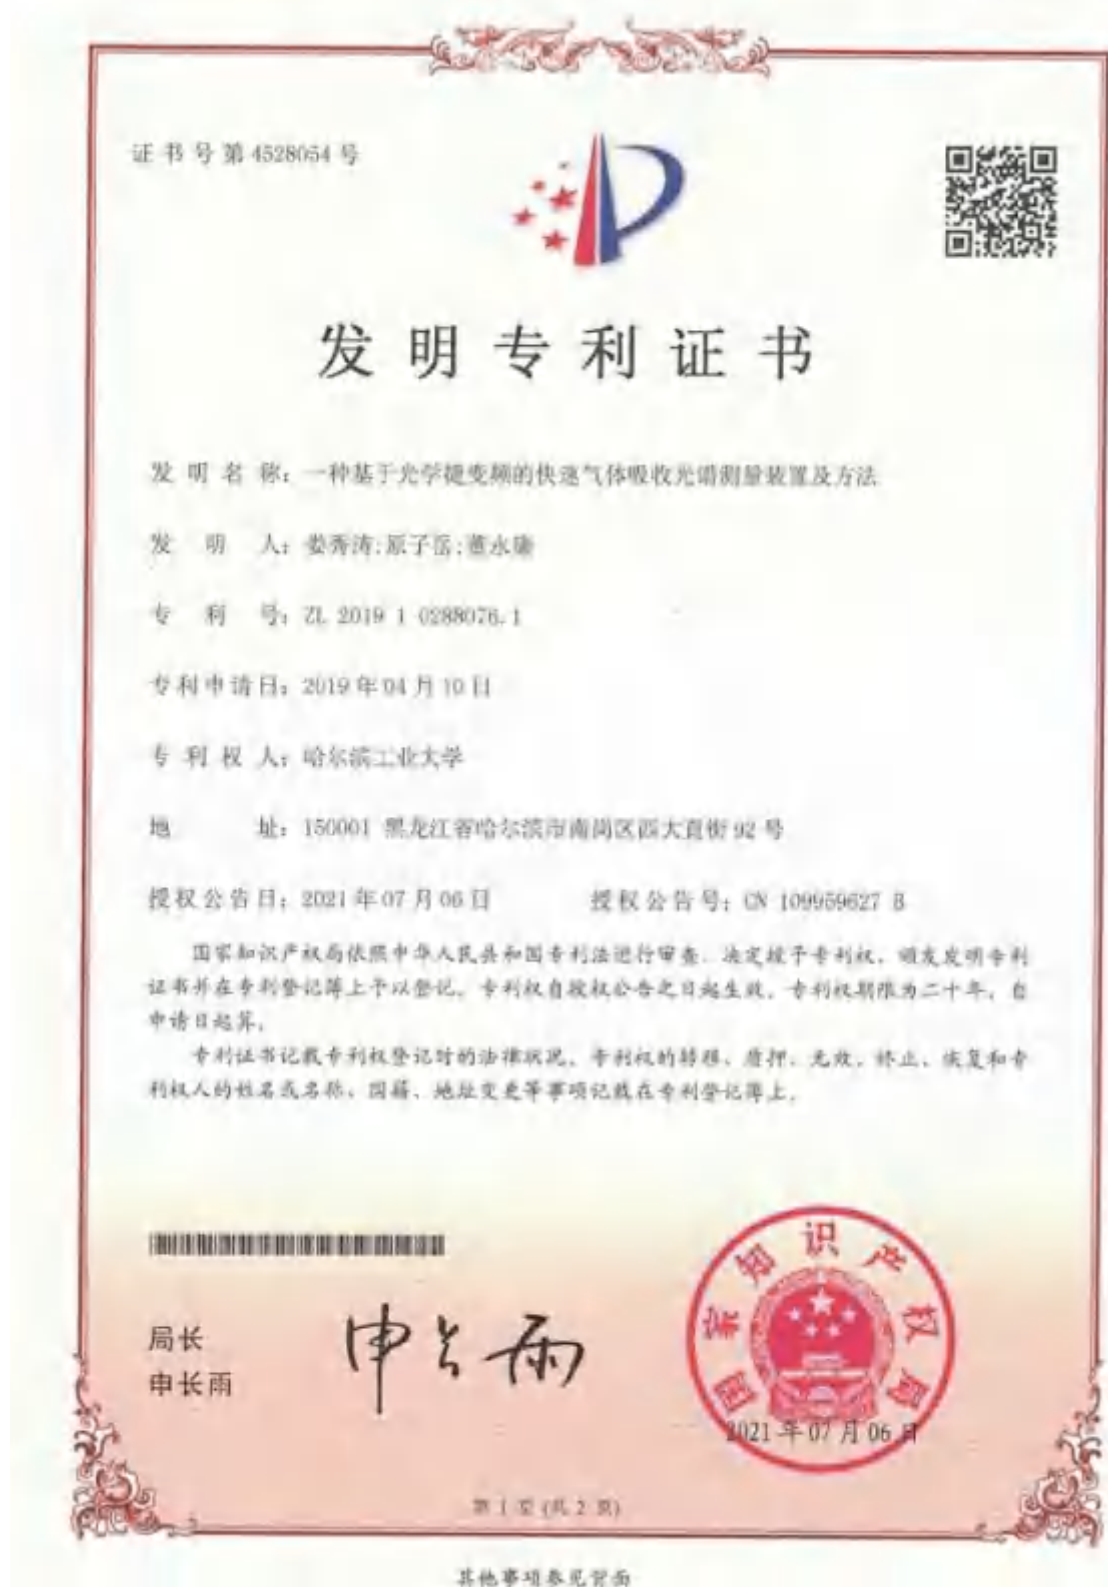 证书号第4528054号
发明专利证书
发明名称：一种基于光学捷变频的快速气体吸收光谱测量装置及方法
发明人：姜秀涛;原子岳;董永康
专利号：ZL 2019 1 0288076.1
专利申请日：2019年04月10日
专利权人：哈尔滨工业大学
地址：150001 黑龙江省哈尔滨市南岗区西大直街92号
授权公告日：2021年07月06日 授权公告号：CN 109959627 B
国家知识产权局依照中华人民共和国专利法进行审查，决定授予专利权，颁发发明专利
证书并在专利登记簿上予以登记。专利权自授权公告之日起生效。专利权期限为二十年，自
申请日起算。
专利证书记载专利权登记时的法律状况。专利权的转移、质押、无效、终止、恢复和专
利权人的姓名或名称、国籍、地址变更等事项记载在专利登记簿上。
局长
申长雨
申长雨
国家知识产权局
2021年07月06日
第1页(共2页)
其他事项参见背面